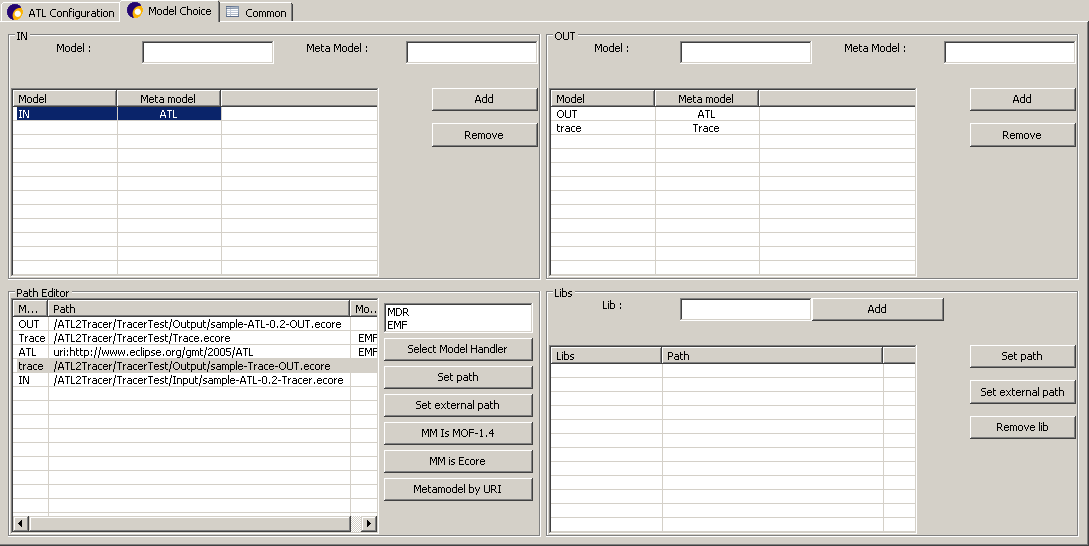 ATL Configuration Model Choice Common
IN
Model : Meta Model :
Model Meta model
IN ATL
Add
Remove
OUT
Model : Meta Model :
Model Meta model
OUT ATL
trace Trace
Add
Remove
Path Editor
M... Path Mo...
OUT /ATL2Tracer/TracerTest/Output/sample-ATL-0.2-OUT.ecore
Trace /ATL2Tracer/TracerTest/Trace.ecore EMF
ATL uri:http://www.eclipse.org/gmt/2005/ATL EMF
trace /ATL2Tracer/TracerTest/Output/sample-Trace-OUT.ecore
IN /ATL2Tracer/TracerTest/Input/sample-ATL-0.2-Tracer.ecore
MDR
EMF
Select Model Handler
Set path
Set external path
MM Is MOF-1.4
MM is Ecore
Metamodel by URI
Libs
Lib : Add
Libs Path
Set path
Set external path
Remove lib